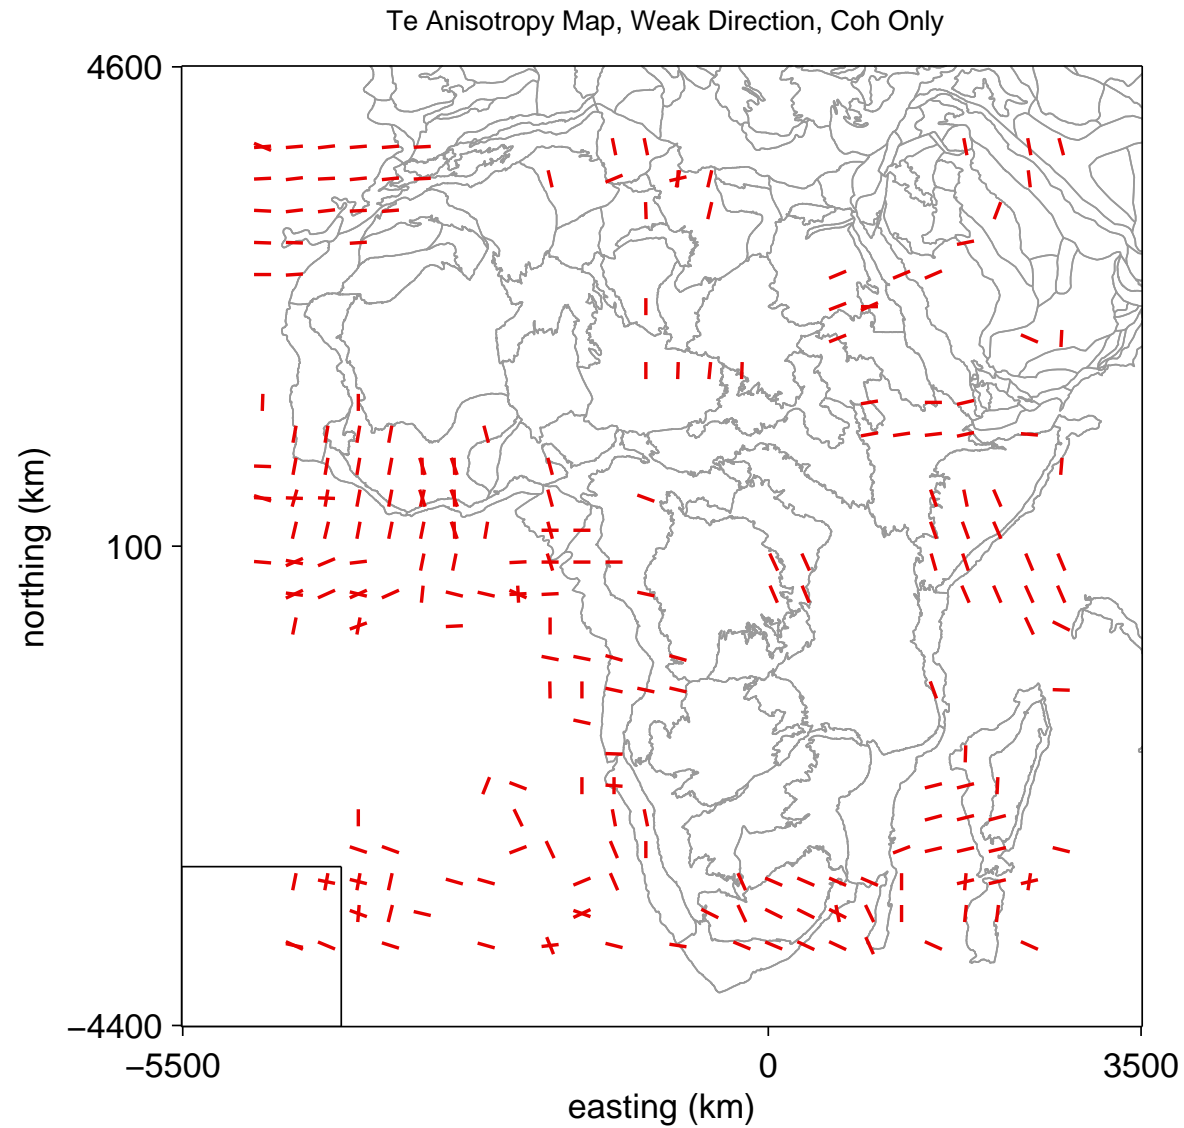 Te Anisotropy Map, Weak Direction, Coh Only
4600
100
−4400
northing (km)
−5500
0
3500
easting (km)